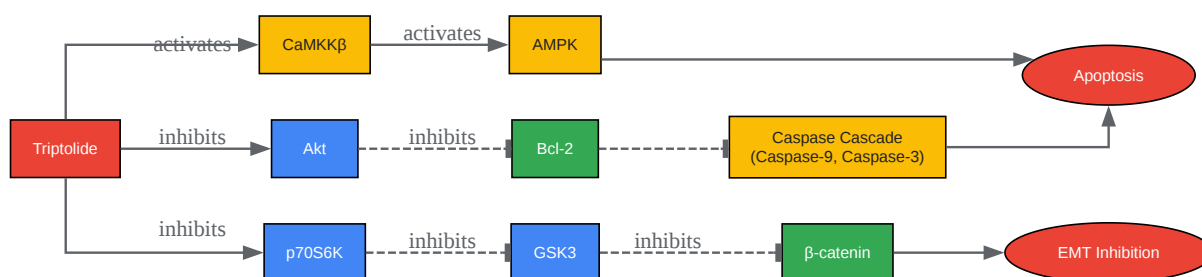 activates
CaMKKβ
activates
AMPK
Apoptosis
Triptolide
inhibits
Akt
inhibits
Bcl-2
Caspase Cascade
(Caspase-9, Caspase-3)
inhibits
p70S6K
inhibits
GSK3
inhibits
β-catenin
EMT Inhibition